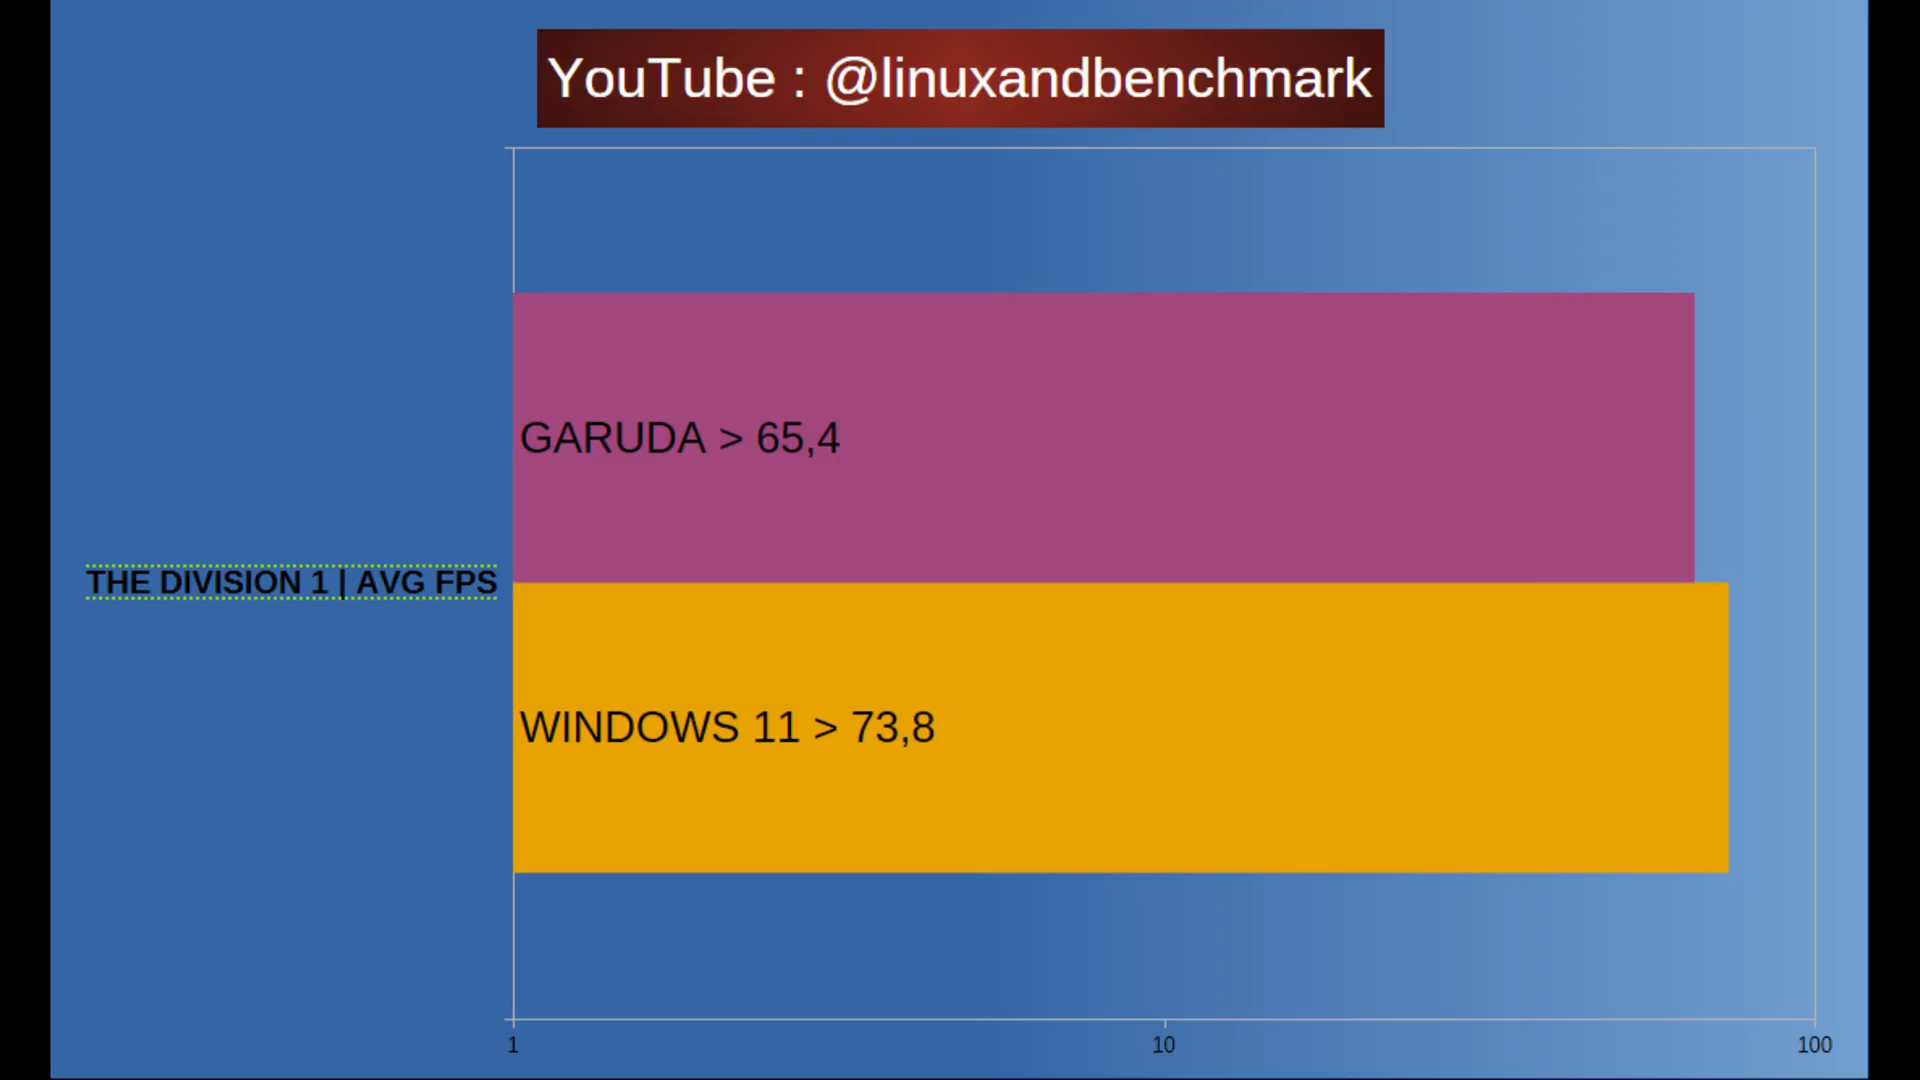 YouTube : @linuxandbenchmark
GARUDA > 65,4
THE DIVISION 1 | AVG FPS
WINDOWS 11 > 73,8
1 10 100